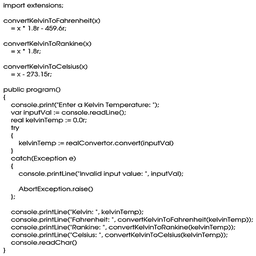 import extensions;
convertKelvinToFahrenheit(x)
= x * 1.8r - 459.6r;
convertKelvinToRankine(x)
= x * 1.8r;
convertKelvinToCelsius(x)
= x - 273.15r;
public program()
{
console.print("Enter a Kelvin Temperature: ");
var inputVal := console.readLine();
real kelvinTemp := 0.0r;
try
{
kelvinTemp := realConvertor.convert(inputVal)
}
catch(Exception e)
{
console.printLine("Invalid input value: ", inputVal);
AbortException.raise()
};
console.printLine("Kelvin: ", kelvinTemp);
console.printLine("Fahrenheit: ", convertKelvinToFahrenheit(kelvinTemp));
console.printLine("Rankine: ", convertKelvinToRankine(kelvinTemp));
console.printLine("Celsius: ", convertKelvinToCelsius(kelvinTemp));
console.readChar()
}